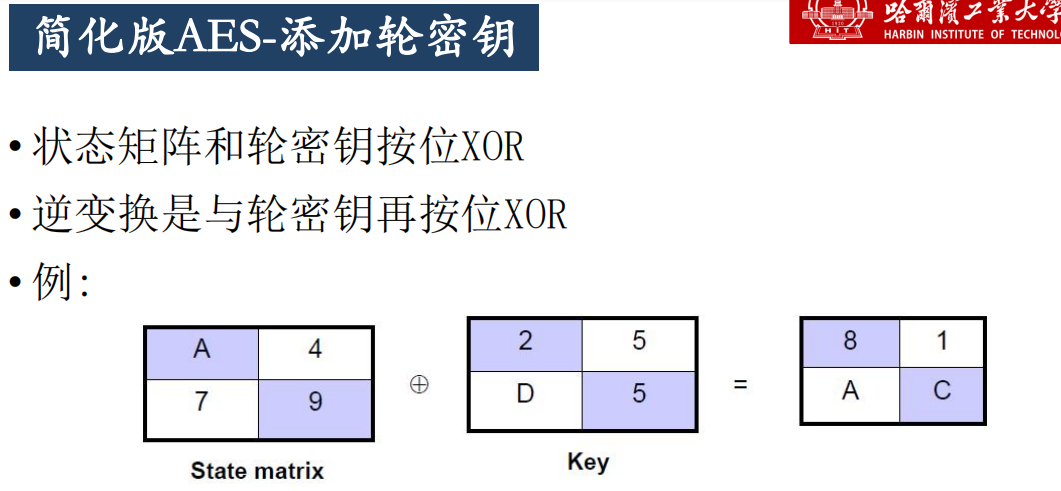 简化版AES-添加轮密钥
哈爾濱工業大学
HARBIN INSTITUTE OF TECHNOL
HIT
• 状态矩阵和轮密钥按位XOR
• 逆变换是与轮密钥再按位XOR
• 例:
A 4
7 9
State matrix
⊕
2 5
D 5
Key
=
8 1
A C